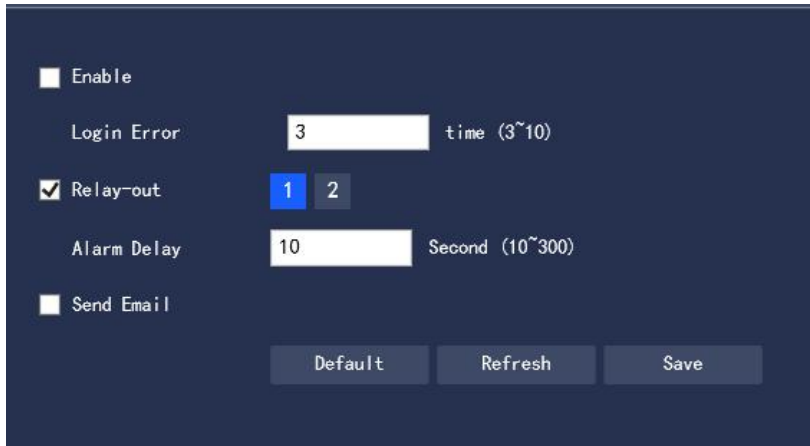 Enable
Login Error 3 time (3~10)
Relay-out 1 2
Alarm Delay 10 Second (10~300)
Send Email
Default Refresh Save